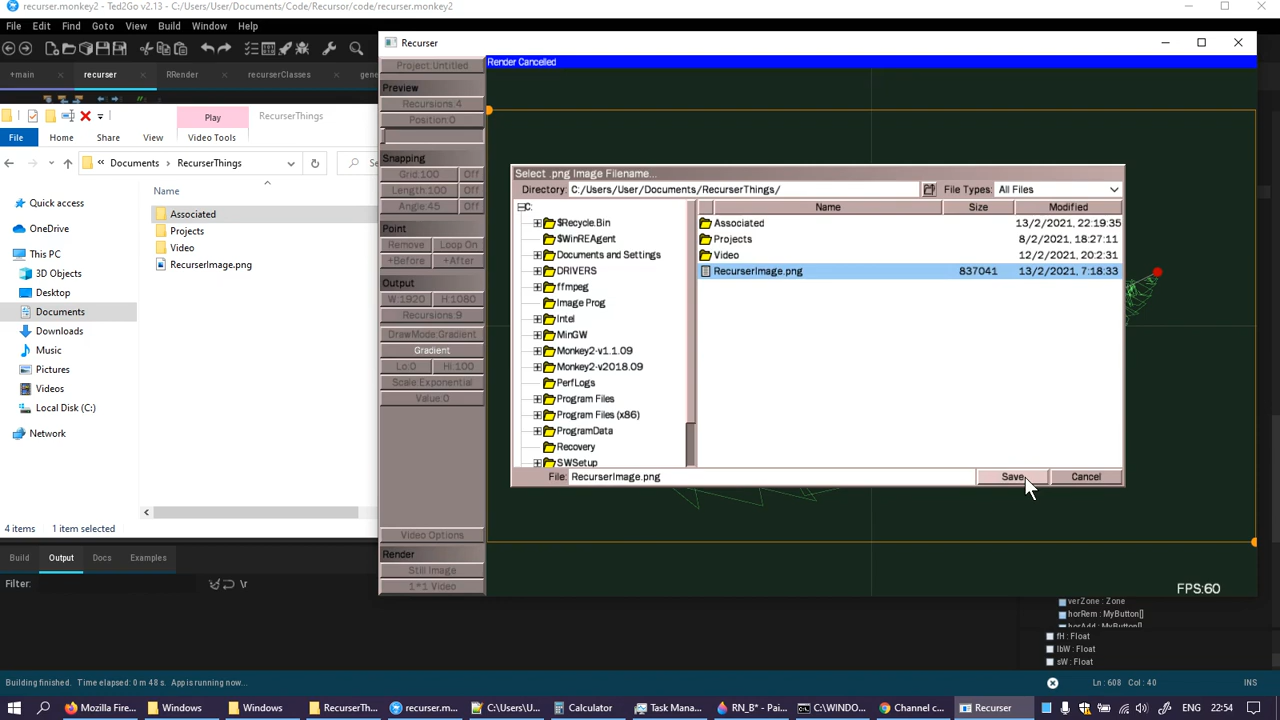 recurser.monkey2 - Ted2Go v2.13 - C:/Users/User/Documents/Code/Recursor/code/recurser.monkey2
File Edit Find Goto View Build Window Help
+main recurser RRender recurserClasses gene
Play RecurserThings
File Home Share View Video Tools
« Documents › RecurserThings
Name
Quick access
OneDrive
This PC
3D Objects
Desktop
Documents
Downloads
Music
Pictures
Videos
Local Disk (C:)
Network
Associated
Projects
Video
RecurserImage.png
4 items 1 item selected
Build Output Docs Examples
Filter: \r
Recurser
Project:Untitled
Preview
Recursions:4
Position:0
Snapping
Grid:100 Off
Length:100 Off
Angle:45 Off
Point
Remove Loop On
+Before +After
Output
W:1920 H:1080
Recursions:9
DrawMode:Gradient
Gradient
Lo:0 Hi:100
Scale:Exponential
Value:0
Video Options
Render
Still Image
1*1:Video
Render Cancelled
Select .png Image Filename...
Directory: C:/Users/User/Documents/RecurserThings/ File Types: All Files
C:
$Recycle.Bin
$WinREAgent
Documents and Settings
DRIVERS
ffmpeg
Image Prog
Intel
MinGW
Monkey2-v1.1.09
Monkey2-v2018.09
PerfLogs
Program Files
Program Files (x86)
ProgramData
Recovery
SWSetup
Name Size Modified
Associated 13/2/2021, 22:19:35
Projects 8/2/2021, 18:27:11
Video 12/2/2021, 20:2:31
RecurserImage.png 837041 13/2/2021, 7:18:33
File: RecurserImage.png Save Cancel
FPS:60
verZone : Zone
horRem : MyButton[]
horAdd : MyButton[]
fH : Float
lbW : Float
sW : Float
Building finished. Time elapsed: 0 m 48 s. App is running now... Ln : 608 Col : 40 INS
Mozilla Fire... Windows Windows RecurserTh... recurser.mo... gettysburg... Calculator Task Manag... RN_B* - Pai... C:\WINDOW... Channel c... Recurser ENG 22:54